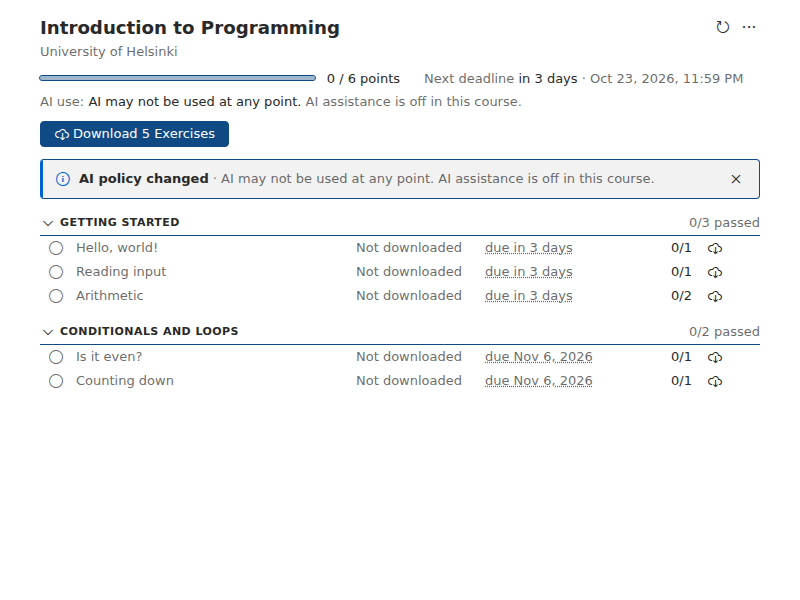 Introduction to Programming
University of Helsinki
0 / 6 points Next deadline in 3 days · Oct 23, 2026, 11:59 PM
AI use: AI may not be used at any point. AI assistance is off in this course.
Download 5 Exercises
AI policy changed · AI may not be used at any point. AI assistance is off in this course.
GETTING STARTED 0/3 passed
Hello, world! Not downloaded due in 3 days 0/1
Reading input Not downloaded due in 3 days 0/1
Arithmetic Not downloaded due in 3 days 0/2
CONDITIONALS AND LOOPS 0/2 passed
Is it even? Not downloaded due Nov 6, 2026 0/1
Counting down Not downloaded due Nov 6, 2026 0/1